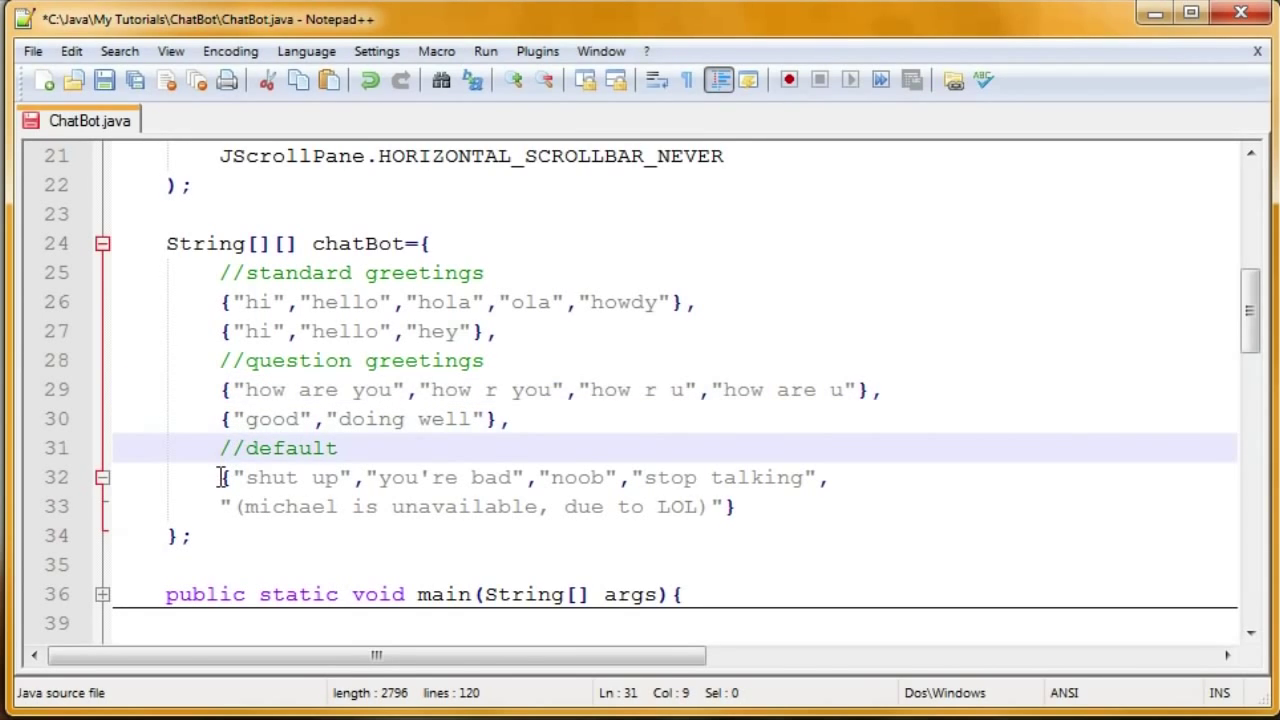 *C:\Java\My Tutorials\ChatBot\ChatBot.java - Notepad++
File Edit Search View Encoding Language Settings Macro Run Plugins Window ? X
ChatBot.java
21 JScrollPane.HORIZONTAL_SCROLLBAR_NEVER
22 );
23
24 String[][] chatBot={
25 //standard greetings
26 {"hi","hello","hola","ola","howdy"},
27 {"hi","hello","hey"},
28 //question greetings
29 {"how are you","how r you","how r u","how are u"},
30 {"good","doing well"},
31 //default
32 {"shut up","you're bad","noob","stop talking",
33 "(michael is unavailable, due to LOL)"}
34 };
35
36 public static void main(String[] args){
39
Java source file length : 2796 lines : 120 Ln : 31 Col : 9 Sel : 0 Dos\Windows ANSI INS